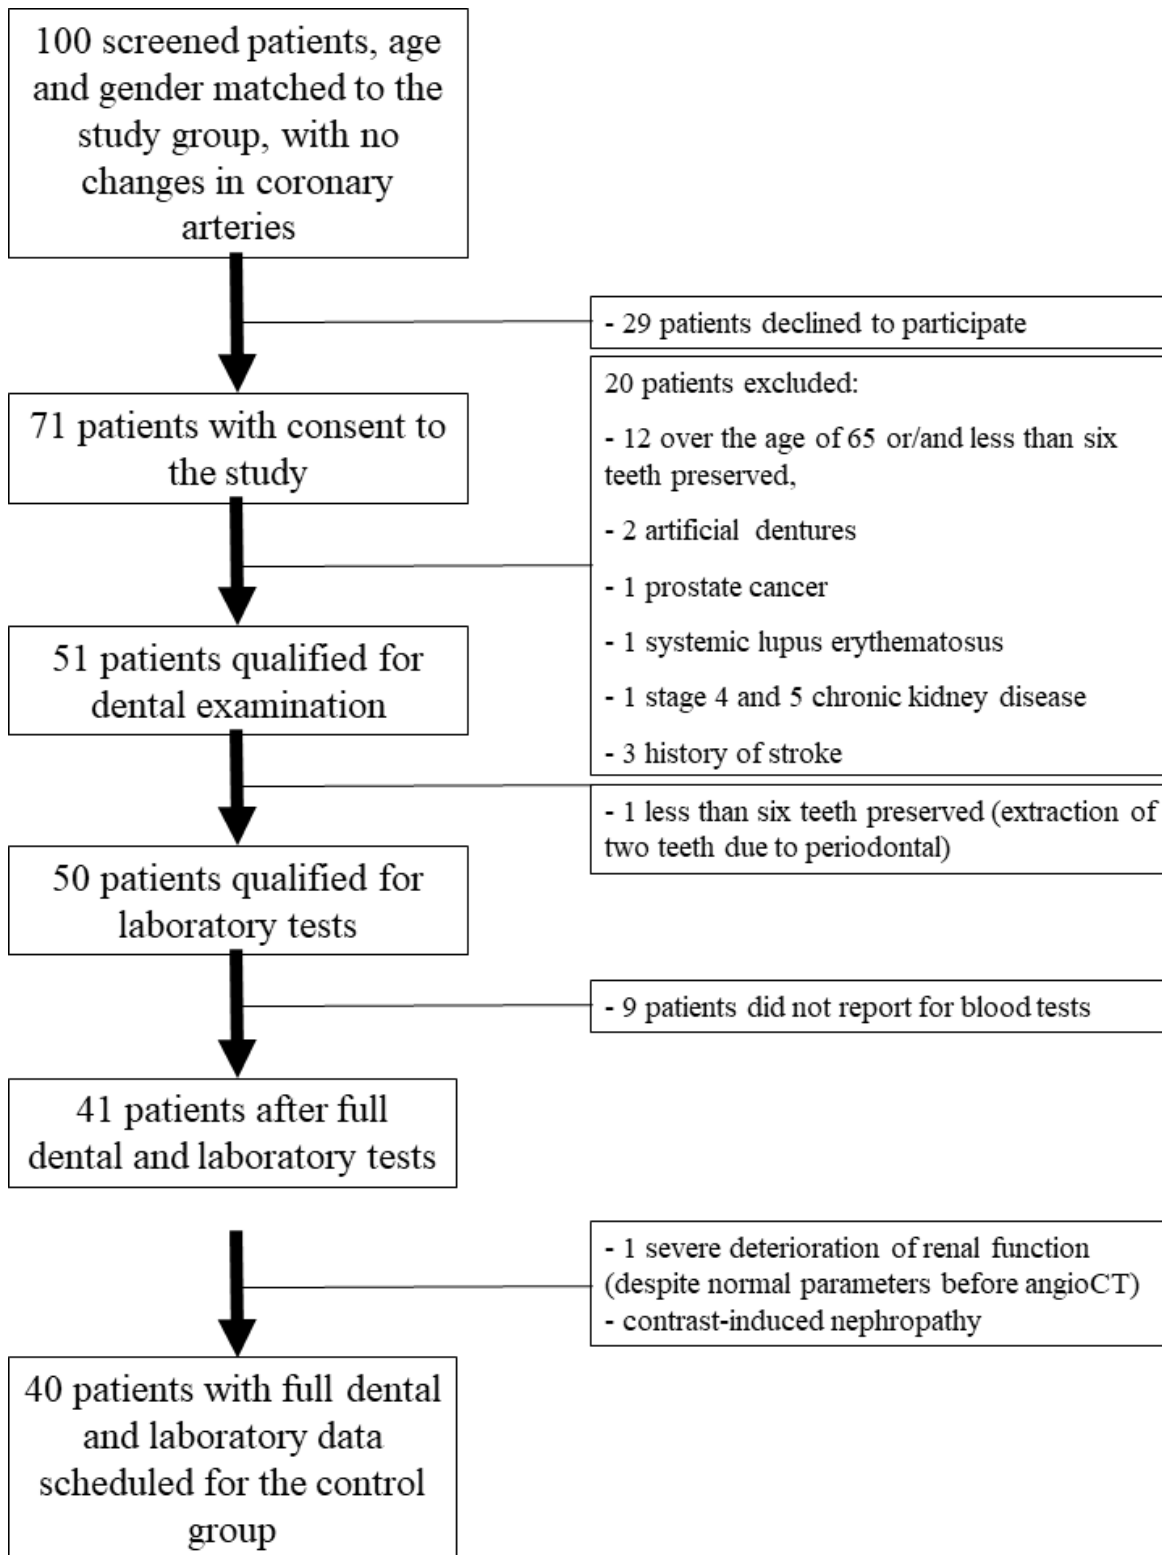 100 screened patients, age
and gender matched to the
study group, with no
changes in coronary
arteries
- 29 patients declined to participate
71 patients with consent to
the study
20 patients excluded:
- 12 over the age of 65 or/and less than six
teeth preserved,
- 2 artificial dentures
- 1 prostate cancer
- 1 systemic lupus erythematosus
- 1 stage 4 and 5 chronic kidney disease
- 3 history of stroke
51 patients qualified for
dental examination
- 1 less than six teeth preserved (extraction of
two teeth due to periodontal)
50 patients qualified for
laboratory tests
- 9 patients did not report for blood tests
41 patients after full
dental and laboratory tests
- 1 severe deterioration of renal function
(despite normal parameters before angioCT)
- contrast-induced nephropathy
40 patients with full dental
and laboratory data
scheduled for the control
group